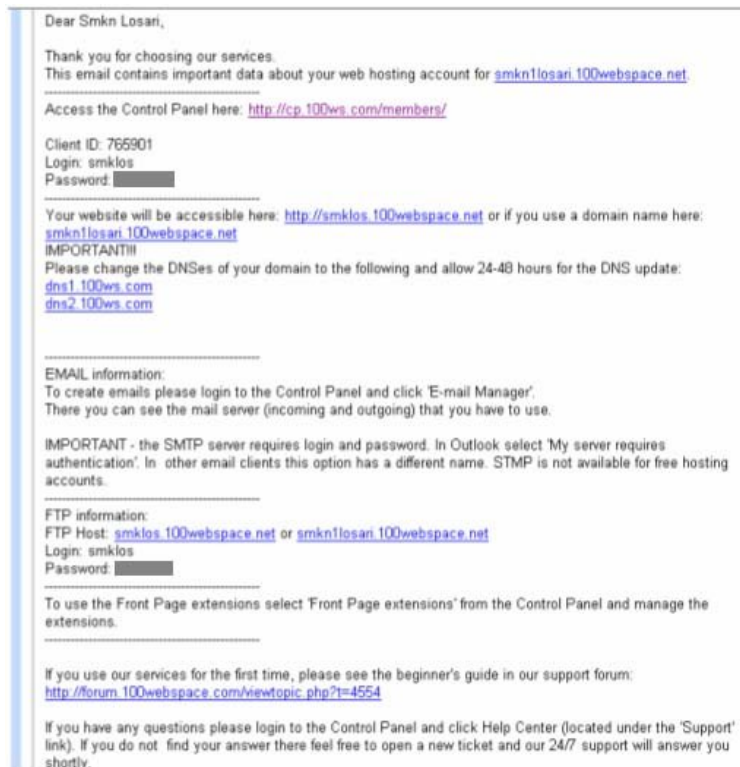 Dear Smkn Losari,
Thank you for choosing our services.
This email contains important data about your web hosting account for smkn1losari.100webspace.net.
----------------------------------------------------
Access the Control Panel here: http://cp.100ws.com/members/
Client ID: 765901
Login: smklos
Password:
----------------------------------------------------
Your website will be accessible here: http://smklos.100webspace.net or if you use a domain name here:
smkn1losari.100webspace.net
IMPORTANT!!!
Please change the DNSes of your domain to the following and allow 24-48 hours for the DNS update:
dns1.100ws.com
dns2.100ws.com
----------------------------------------------------
EMAIL information:
To create emails please login to the Control Panel and click 'E-mail Manager'.
There you can see the mail server (incoming and outgoing) that you have to use.
IMPORTANT - the SMTP server requires login and password. In Outlook select 'My server requires
authentication'. In other email clients this option has a different name. STMP is not available for free hosting
accounts.
----------------------------------------------------
FTP information:
FTP Host: smklos.100webspace.net or smkn1losari.100webspace.net
Login: smklos
Password:
----------------------------------------------------
To use the Front Page extensions select 'Front Page extensions' from the Control Panel and manage the
extensions.
----------------------------------------------------
If you use our services for the first time, please see the beginner's guide in our support forum:
http://forum.100webspace.com/viewtopic.php?t=4554
If you have any questions please login to the Control Panel and click Help Center (located under the 'Support'
link). If you do not find your answer there feel free to open a new ticket and our 24/7 support will answer you
shortly.